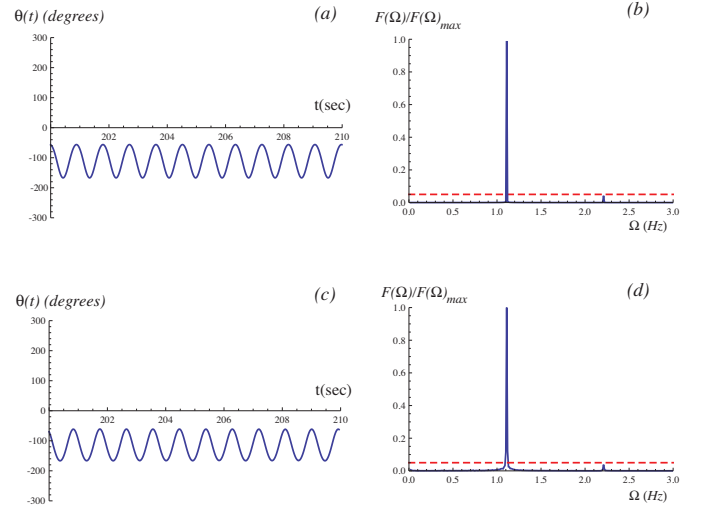 θ(t) (degrees)
(a)
300
200
100
0
-100
-200
-300
t(sec)
202 204 206 208 210
F(Ω)/F(Ω)max
(b)
1.0
0.8
0.6
0.4
0.2
0.0
0.0 0.5 1.0 1.5 2.0 2.5 3.0
Ω (Hz)
θ(t) (degrees)
(c)
300
200
100
0
-100
-200
-300
t(sec)
202 204 206 208 210
F(Ω)/F(Ω)max
(d)
1.0
0.8
0.6
0.4
0.2
0.0
0.0 0.5 1.0 1.5 2.0 2.5 3.0
Ω (Hz)